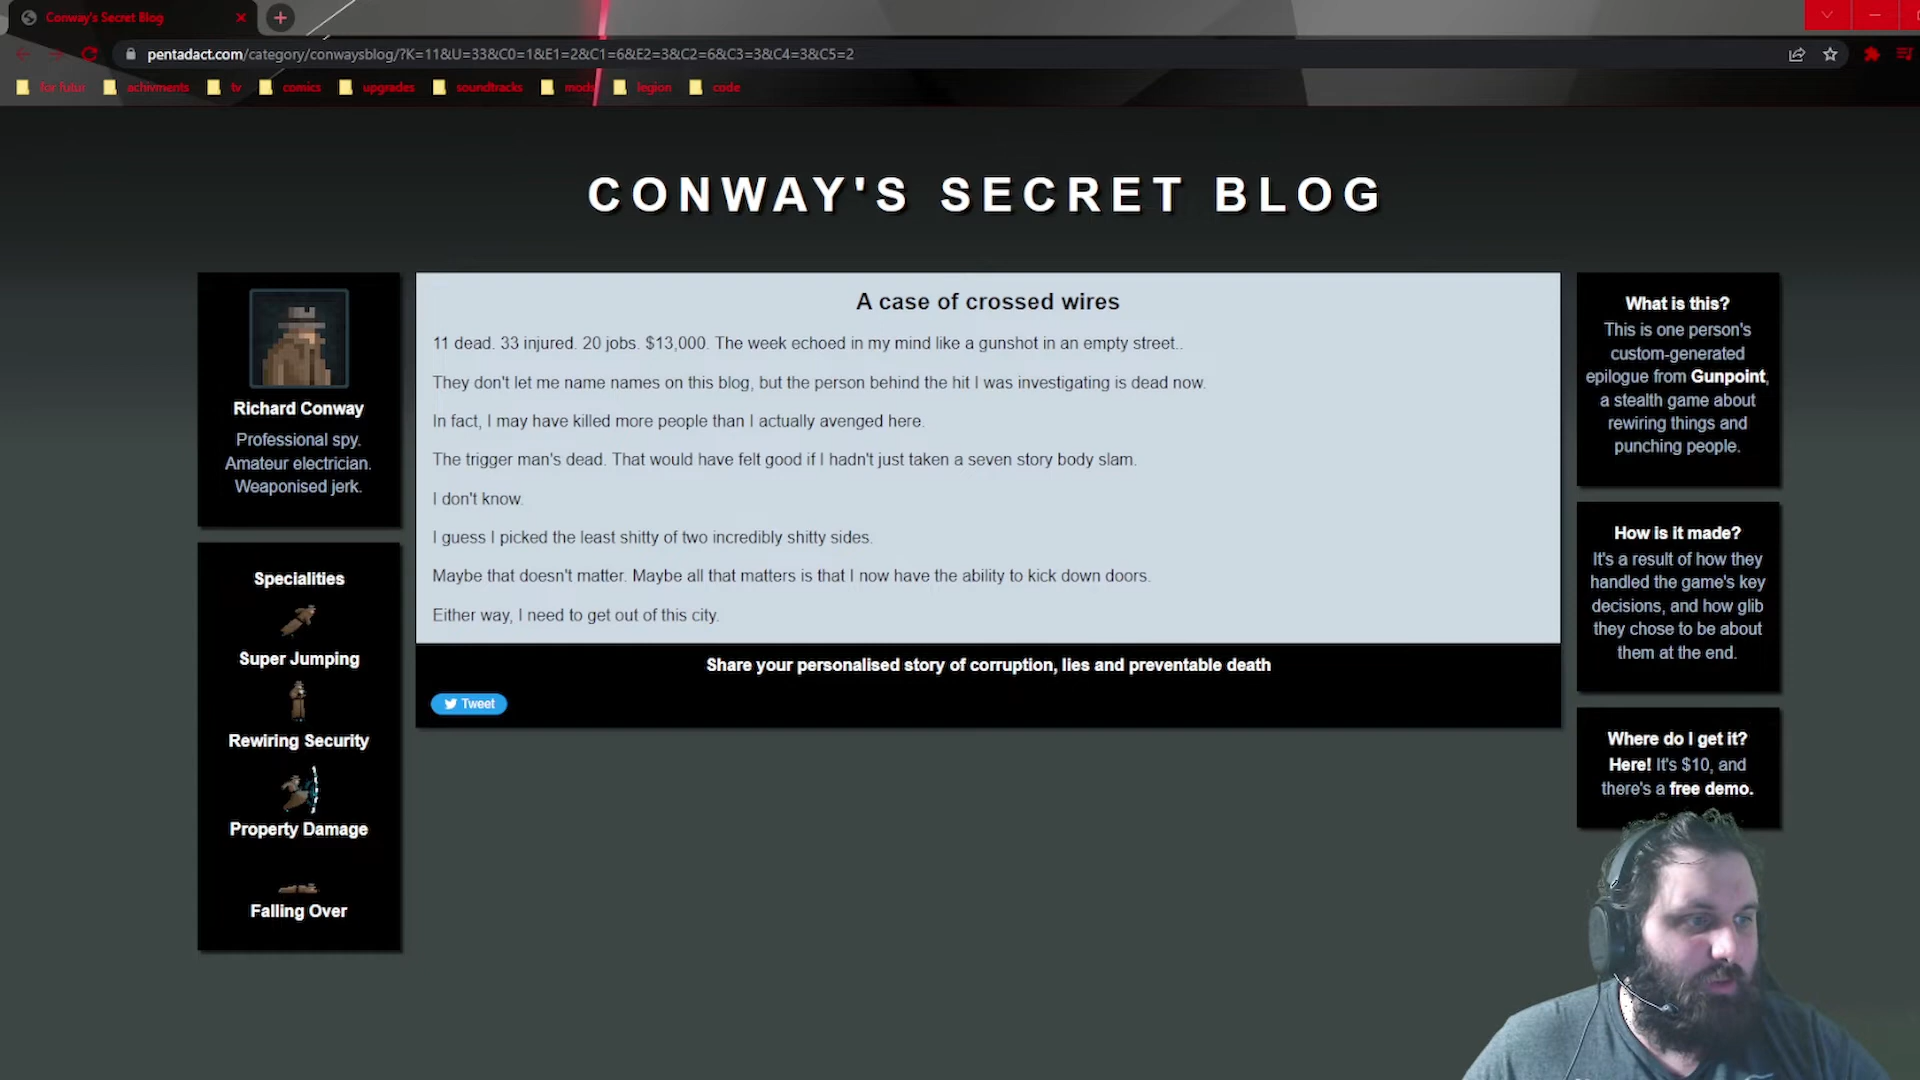 Conway's Secret Blog
pentadact.com/category/conwaysblog/?K=11&U=33&C0=1&E1=2&C1=6&E2=3&C2=6&C3=3&C4=3&C5=2
for futur
achivments
tv
comics
upgrades
soundtracks
mods
legion
code
CONWAY'S SECRET BLOG
Richard Conway
Professional spy.
Amateur electrician.
Weaponised jerk.
Specialities
Super Jumping
Rewiring Security
Property Damage
Falling Over
A case of crossed wires
11 dead. 33 injured. 20 jobs. $13,000. The week echoed in my mind like a gunshot in an empty street..
They don't let me name names on this blog, but the person behind the hit I was investigating is dead now.
In fact, I may have killed more people than I actually avenged here.
The trigger man's dead. That would have felt good if I hadn't just taken a seven story body slam.
I don't know.
I guess I picked the least shitty of two incredibly shitty sides.
Maybe that doesn't matter. Maybe all that matters is that I now have the ability to kick down doors.
Either way, I need to get out of this city.
Share your personalised story of corruption, lies and preventable death
Tweet
What is this?
This is one person's
custom-generated
epilogue from Gunpoint,
a stealth game about
rewiring things and
punching people.
How is it made?
It's a result of how they
handled the game's key
decisions, and how glib
they chose to be about
them at the end.
Where do I get it?
Here! It's $10, and
there's a free demo.